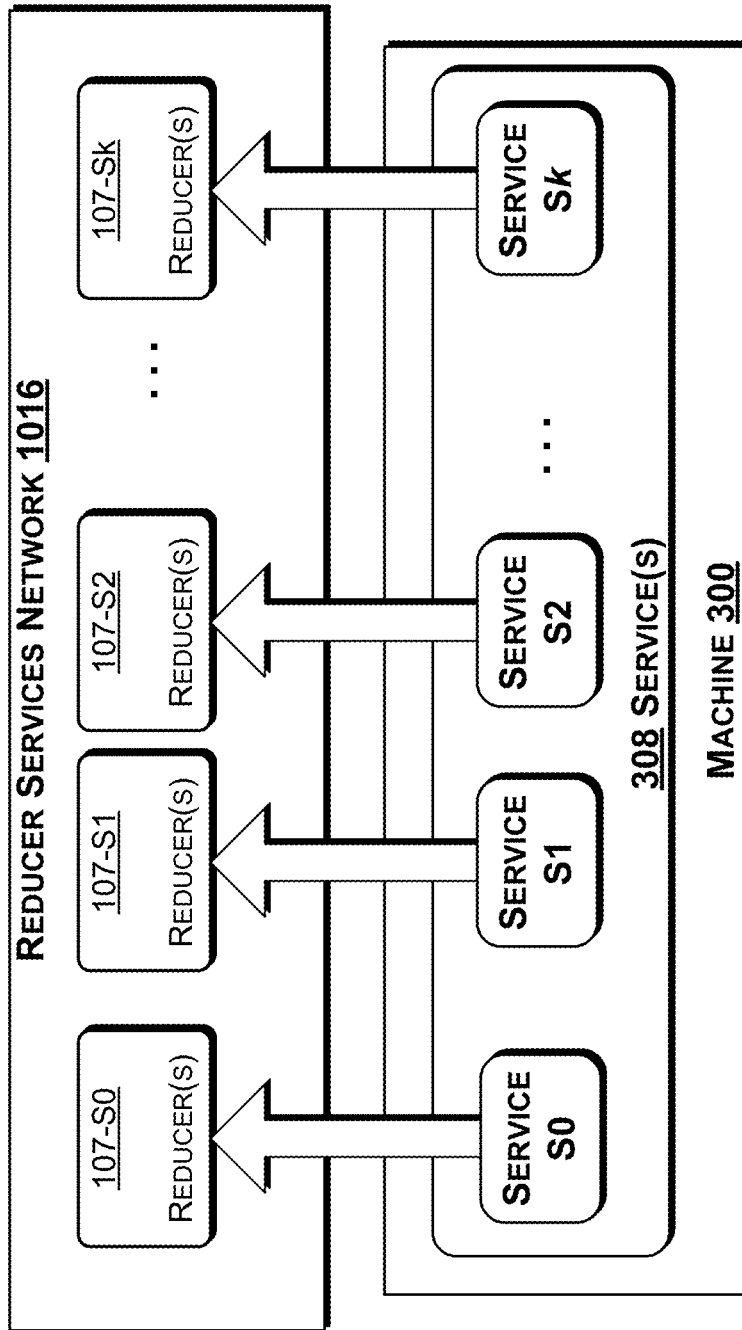 REDUCER SERVICES NETWORK 1016
107-S0
REDUCER(S)
107-S1
REDUCER(S)
107-S2
REDUCER(S)
. . .
107-Sk
REDUCER(S)
SERVICE
S0
SERVICE
S1
SERVICE
S2
. . .
SERVICE
Sk
308 SERVICE(S)
MACHINE 300